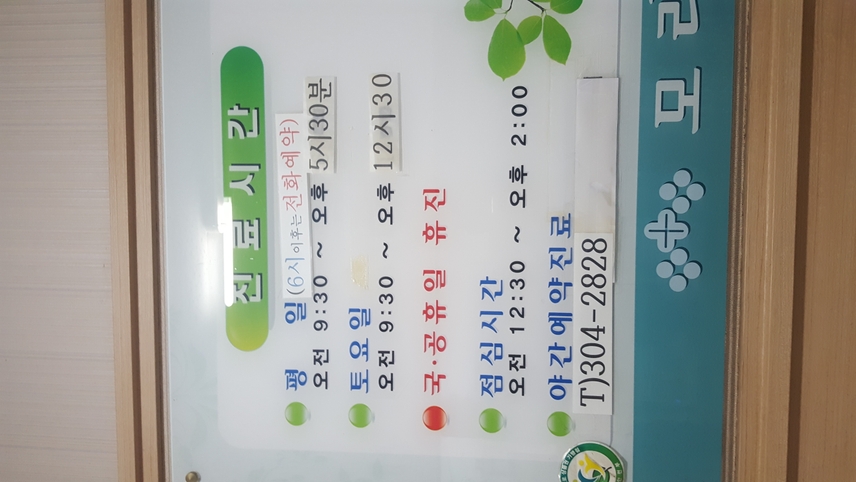 진료시간
평 일 (6시이후는전화예약)
오전 9:30 ~ 오후 5시30분
토요일
오전 9:30 ~ 오후 12시30
국·공휴일 휴진
점심시간
오전 12:30 ~ 오후 2:00
야간예약진료
T)304-2828
모